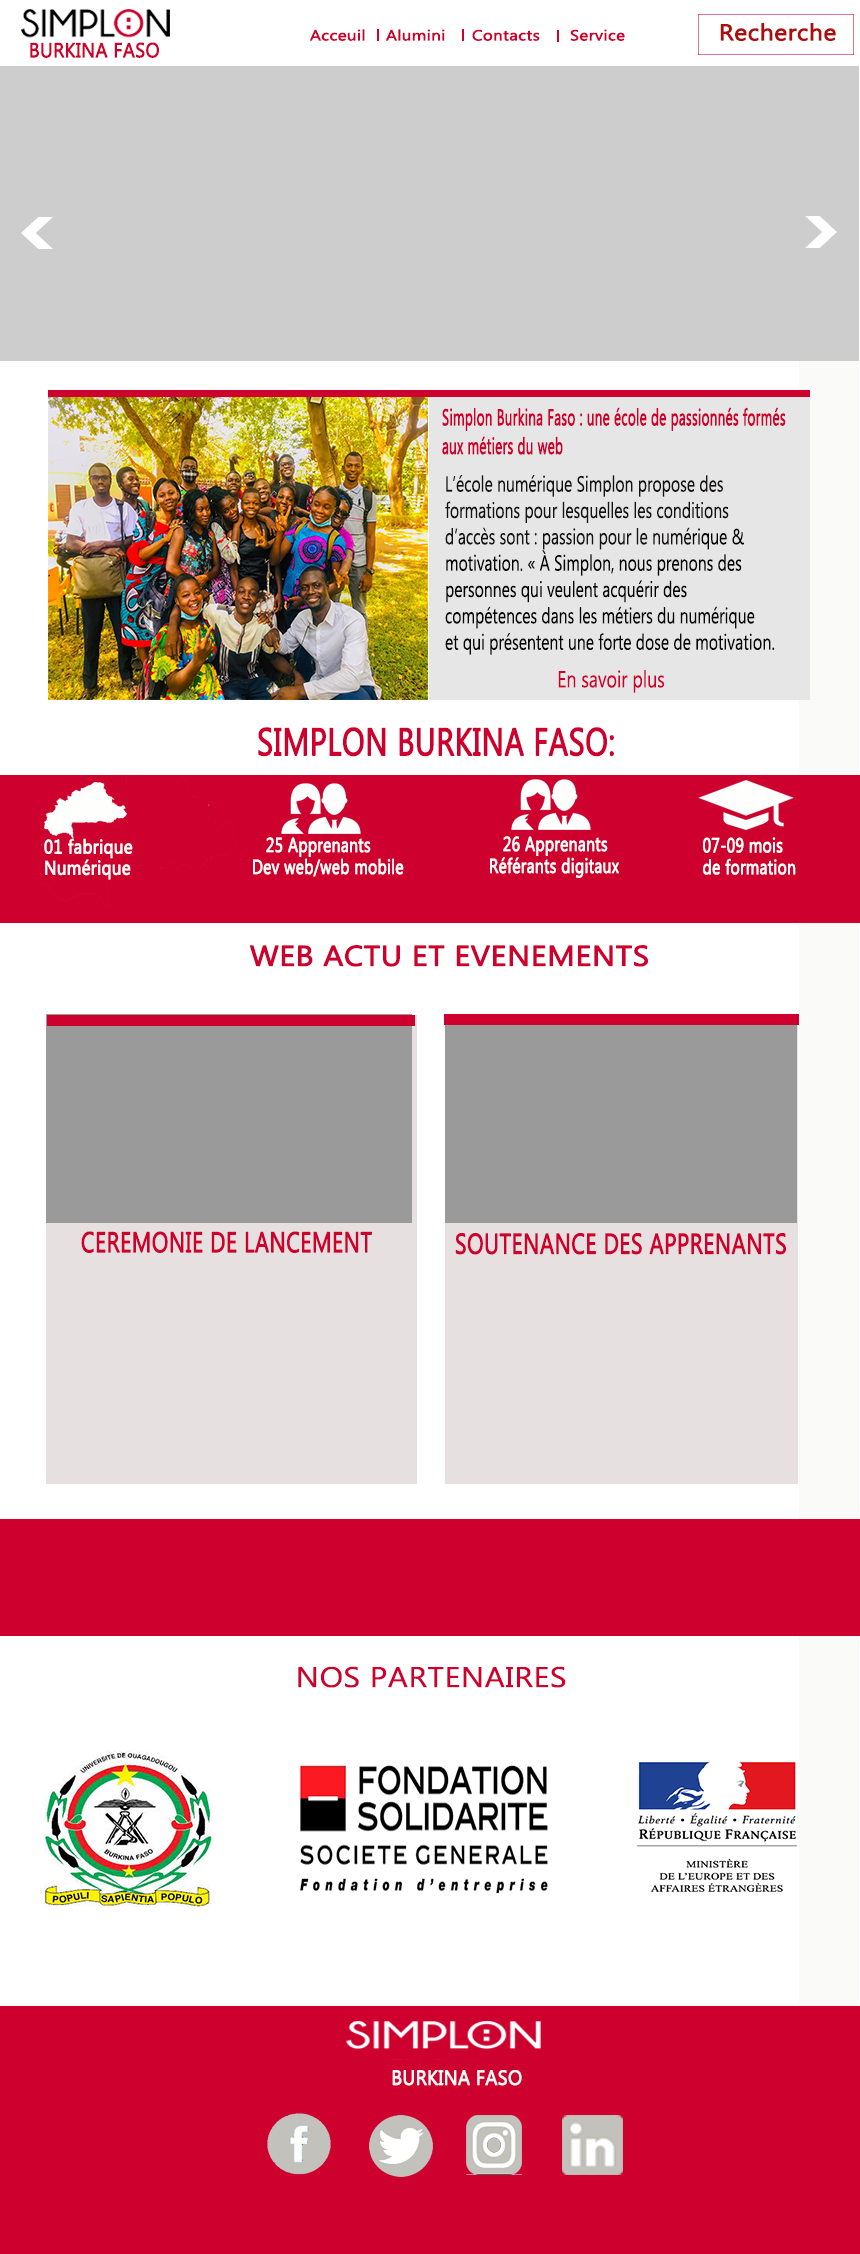 SIMPLON
BURKINA FASO
Acceuil | Alumini | Contacts | Service
Recherche
Simplon Burkina Faso : une école de passionnés formés
aux métiers du web
L'école numérique Simplon propose des
formations pour lesquelles les conditions
d'accès sont : passion pour le numérique &
motivation. « À Simplon, nous prenons des
personnes qui veulent acquérir des
compétences dans les métiers du numérique
et qui présentent une forte dose de motivation.
En savoir plus
SIMPLON BURKINA FASO:
01 fabrique
Numérique
25 Apprenants
Dev web/web mobile
26 Apprenants
Référants digitaux
07-09 mois
de formation
WEB ACTU ET EVENEMENTS
CEREMONIE DE LANCEMENT
SOUTENANCE DES APPRENANTS
NOS PARTENAIRES
UNIVERSITE DE OUAGADOUGOU
BURKINA FASO
POPULI SAPIENTIA POPULO
FONDATION
SOLIDARITE
SOCIETE GENERALE
Fondation d'entreprise
Liberté • Égalité • Fraternité
RÉPUBLIQUE FRANÇAISE
MINISTÈRE
DE L'EUROPE ET DES
AFFAIRES ÉTRANGÈRES
SIMPLON
BURKINA FASO
f
in